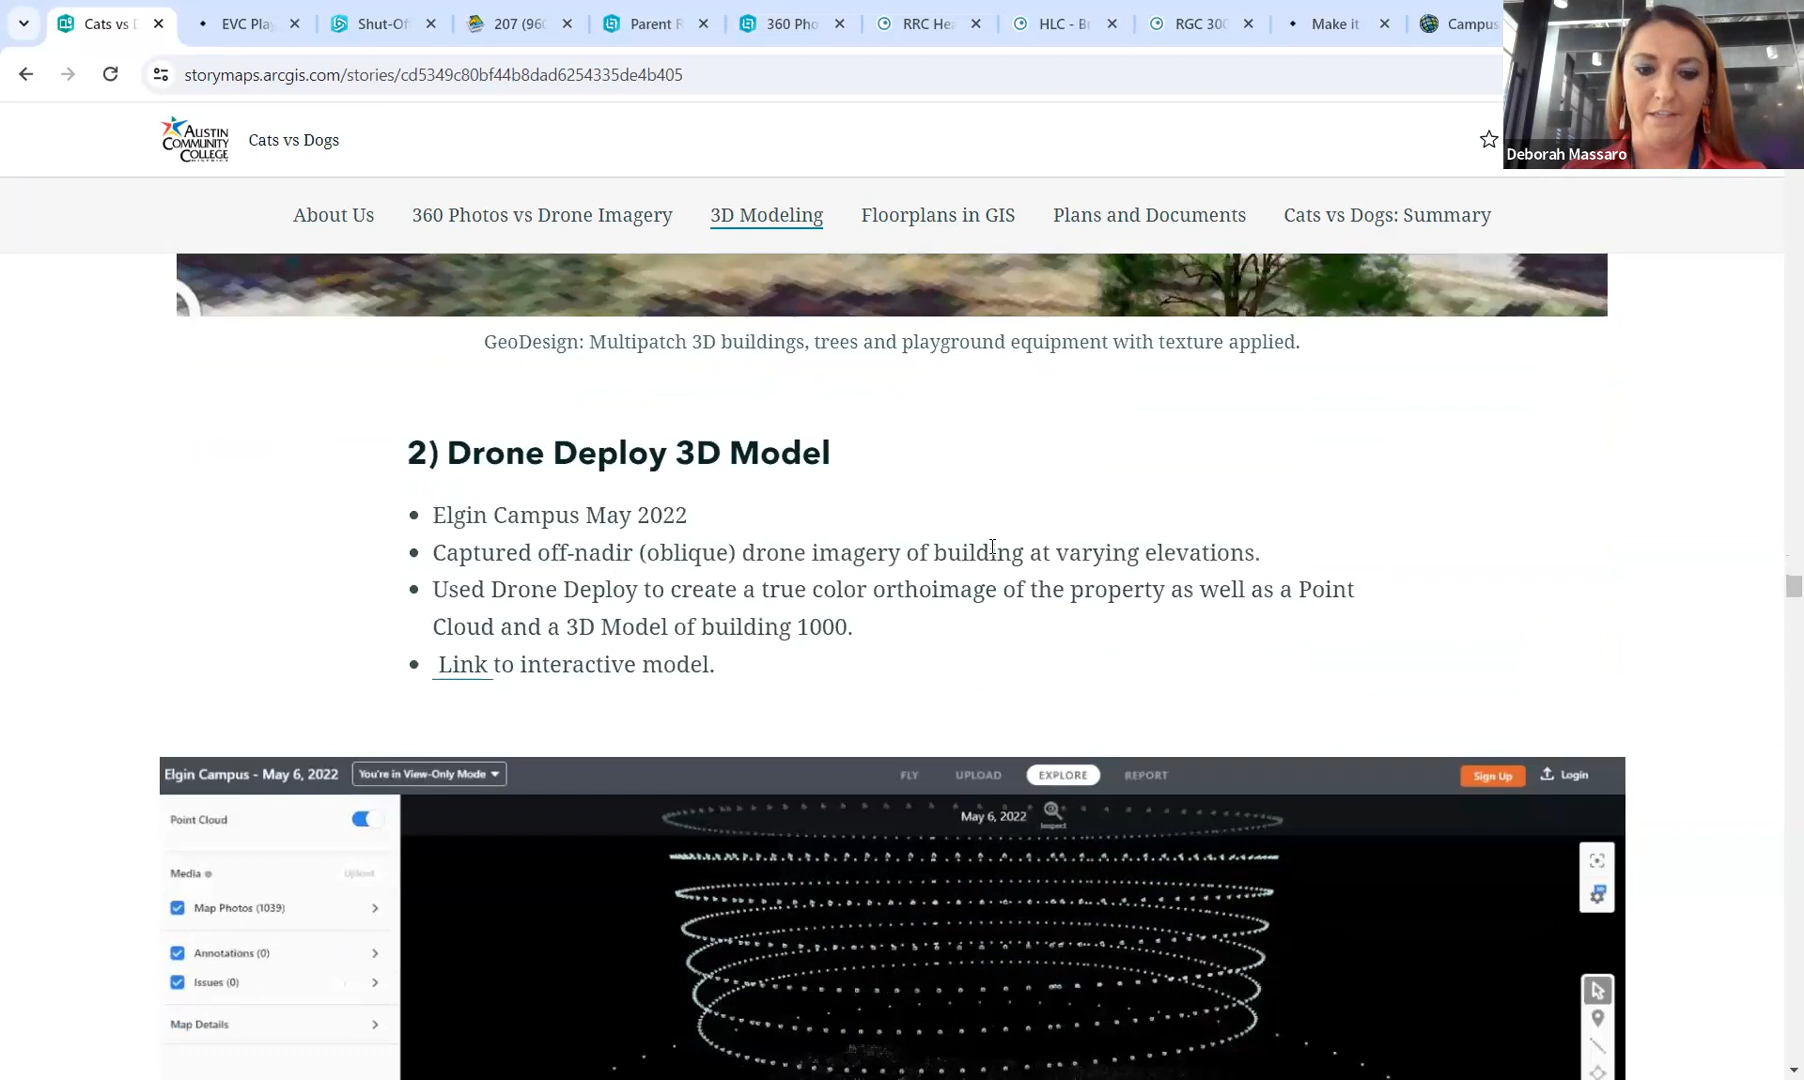 Cats vs D
EVC Play
Shut-Off
207 (960
Parent R
360 Pho
RRC Hea
HLC - Br
RGC 300
Make it
Campus
storymaps.arcgis.com/stories/cd5349c80bf44b8dad6254335de4b405
AUSTIN
COMMUNITY
COLLEGE
Cats vs Dogs
Deborah Massaro
About Us
360 Photos vs Drone Imagery
3D Modeling
Floorplans in GIS
Plans and Documents
Cats vs Dogs: Summary
GeoDesign: Multipatch 3D buildings, trees and playground equipment with texture applied.
2) Drone Deploy 3D Model
Elgin Campus May 2022
Captured off-nadir (oblique) drone imagery of building at varying elevations.
Used Drone Deploy to create a true color orthoimage of the property as well as a Point
Cloud and a 3D Model of building 1000.
Link to interactive model.
Elgin Campus - May 6, 2022
You're in View-Only Mode
FLY
UPLOAD
EXPLORE
REPORT
Sign Up
Login
Point Cloud
May 6, 2022
Inspect
Media
Upload
Map Photos (1039)
Annotations (0)
Issues (0)
Map Details